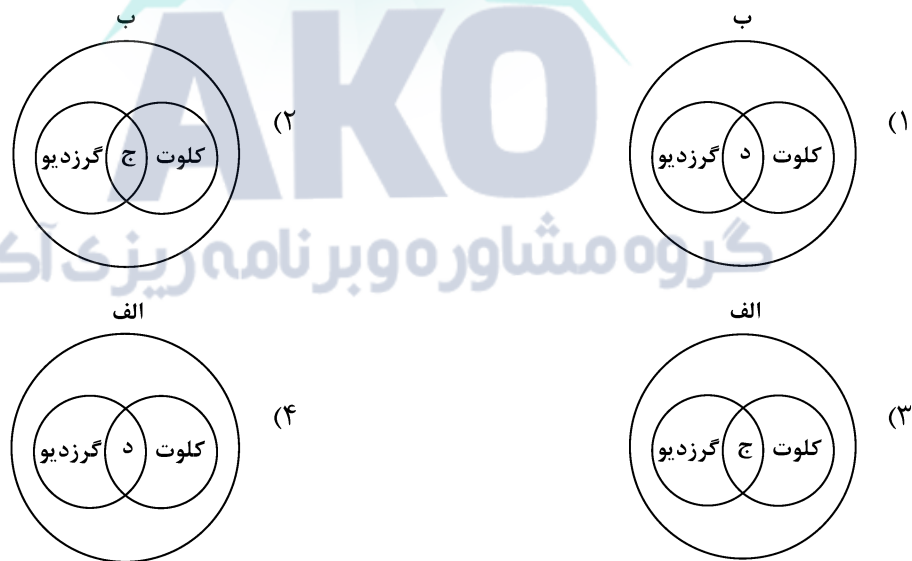 ب
۱)
کلوت
د
گرزدیو
ب
۲)
کلوت
ج
گرزدیو
AKO
گروه مشاوره و برنامه ریزی آک
الف
۳)
کلوت
ج
گرزدیو
الف
۴)
کلوت
د
گرزدیو